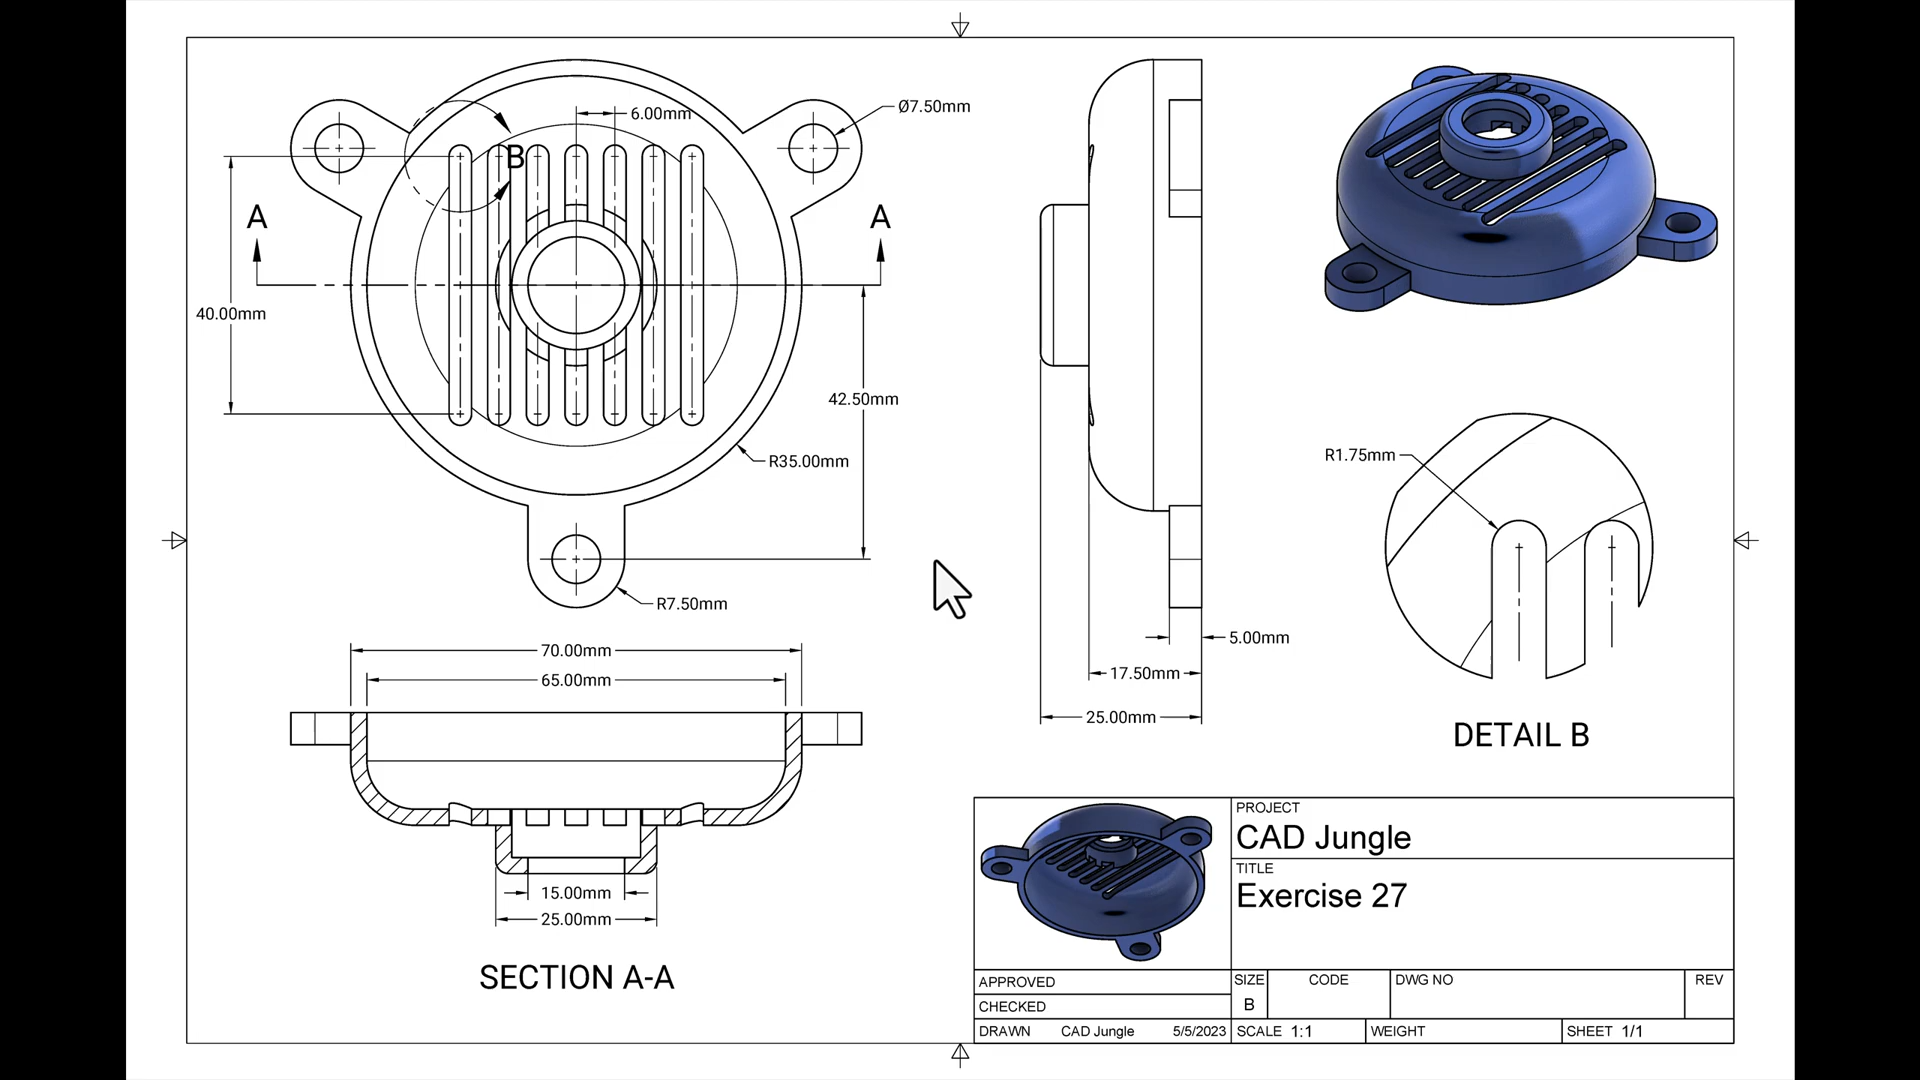 6.00mm
Ø7.50mm
B
A
A
40.00mm
42.50mm
R35.00mm
R7.50mm
70.00mm
65.00mm
15.00mm
25.00mm
SECTION A-A
5.00mm
17.50mm
25.00mm
R1.75mm
DETAIL B
PROJECT
CAD Jungle
TITLE
Exercise 27
APPROVED
CHECKED
DRAWN CAD Jungle 5/5/2023
SIZE CODE DWG NO REV
B
SCALE 1:1 WEIGHT SHEET 1/1